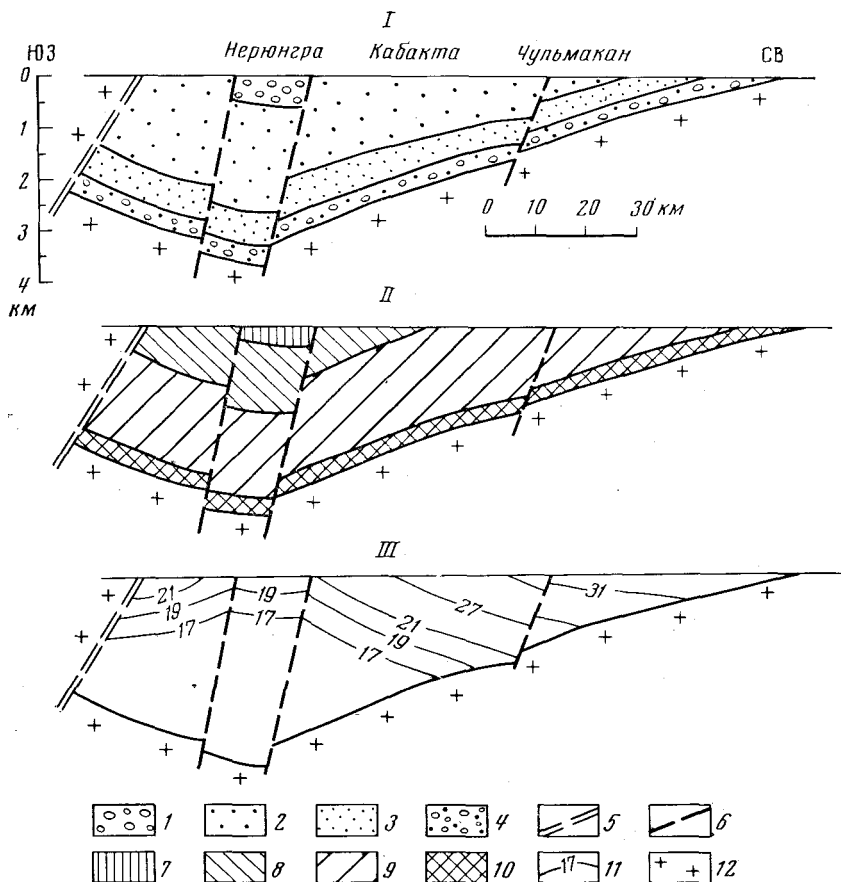 I
ЮЗ Нерюнгра Кабакта Чульмакан СВ
0
1
2
3
4
км
0 10 20 30 км
II
III
21 19 17 19 17 21 19 17 27 31
1 2 3 4 5 6
7 8 9 10 17 11 12